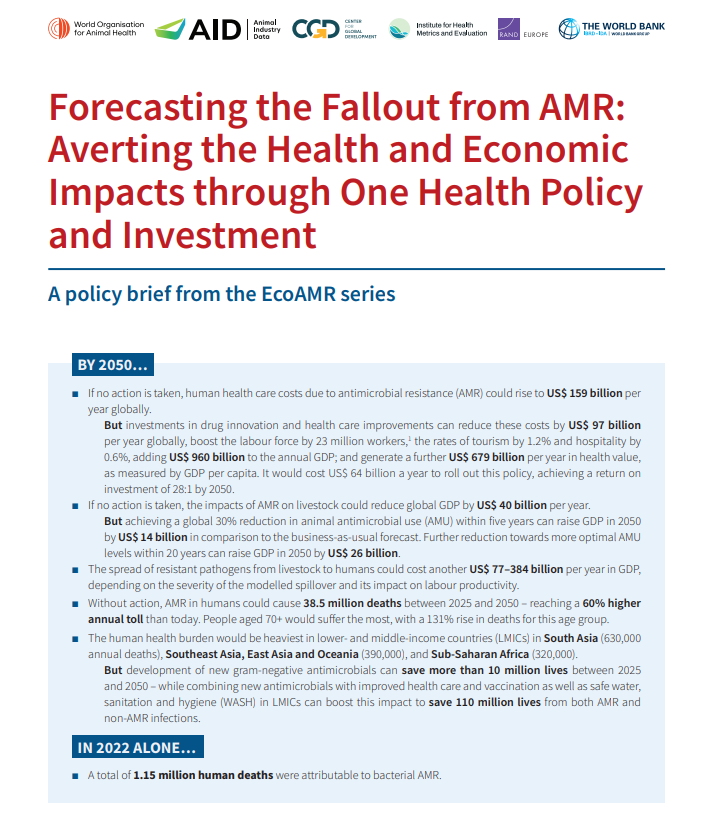 World Organisation
for Animal Health
AID
Animal
Industry
Data
CGD
CENTER
FOR
GLOBAL
DEVELOPMENT
Institute for Health
Metrics and Evaluation
RAND EUROPE
THE WORLD BANK
IBRD • IDA | WORLD BANK GROUP
Forecasting the Fallout from AMR:
Averting the Health and Economic
Impacts through One Health Policy
and Investment
A policy brief from the EcoAMR series
BY 2050…
■ If no action is taken, human health care costs due to antimicrobial resistance (AMR) could rise to US$ 159 billion per
year globally.
But investments in drug innovation and health care improvements can reduce these costs by US$ 97 billion
per year globally, boost the labour force by 23 million workers,¹ the rates of tourism by 1.2% and hospitality by
0.6%, adding US$ 960 billion to the annual GDP; and generate a further US$ 679 billion per year in health value,
as measured by GDP per capita. It would cost US$ 64 billion a year to roll out this policy, achieving a return on
investment of 28:1 by 2050.
■ If no action is taken, the impacts of AMR on livestock could reduce global GDP by US$ 40 billion per year.
But achieving a global 30% reduction in animal antimicrobial use (AMU) within five years can raise GDP in 2050
by US$ 14 billion in comparison to the business-as-usual forecast. Further reduction towards more optimal AMU
levels within 20 years can raise GDP in 2050 by US$ 26 billion.
■ The spread of resistant pathogens from livestock to humans could cost another US$ 77–384 billion per year in GDP,
depending on the severity of the modelled spillover and its impact on labour productivity.
■ Without action, AMR in humans could cause 38.5 million deaths between 2025 and 2050 – reaching a 60% higher
annual toll than today. People aged 70+ would suffer the most, with a 131% rise in deaths for this age group.
■ The human health burden would be heaviest in lower- and middle-income countries (LMICs) in South Asia (630,000
annual deaths), Southeast Asia, East Asia and Oceania (390,000), and Sub-Saharan Africa (320,000).
But development of new gram-negative antimicrobials can save more than 10 million lives between 2025
and 2050 – while combining new antimicrobials with improved health care and vaccination as well as safe water,
sanitation and hygiene (WASH) in LMICs can boost this impact to save 110 million lives from both AMR and
non-AMR infections.
IN 2022 ALONE…
■ A total of 1.15 million human deaths were attributable to bacterial AMR.